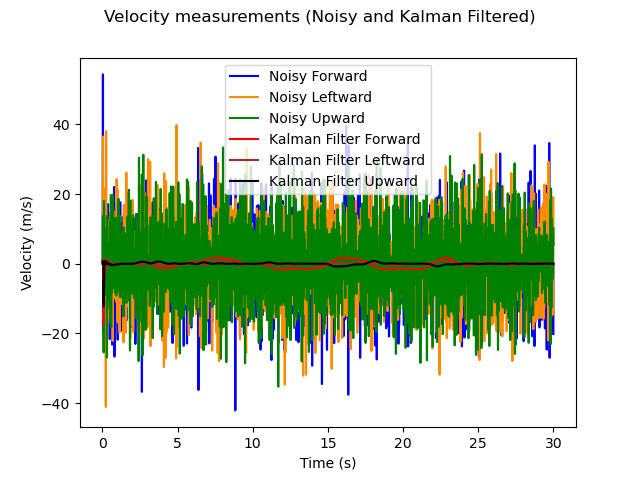 Velocity measurements (Noisy and Kalman Filtered)
Noisy Forward
Noisy Leftward
Noisy Upward
Kalman Filter Forward
Kalman Filter Leftward
Kalman Filter Upward
40
20
0
−20
−40
Velocity (m/s)
0 5 10 15 20 25 30
Time (s)